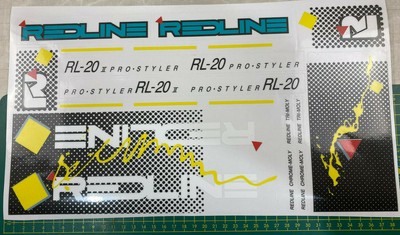 REDLINE REDLINE
R
RL-20 II PRO-STYLER
RL-20 PRO-STYLER
PRO-STYLER RL-20 II
PRO-STYLER RL-20
R
REDLINE
REDLINE
REDLINE CHROME-MOLY
REDLINE TRI-MOLY
REDLINE CHROME-MOLY
REDLINE TRI-MOLY